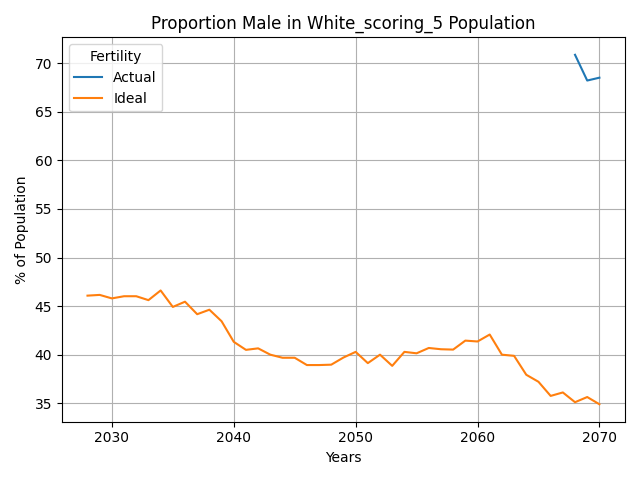 Proportion Male in White_scoring_5 Population
Fertility
Actual
Ideal
% of Population
70
65
60
55
50
45
40
35
2030
2040
2050
2060
2070
Years